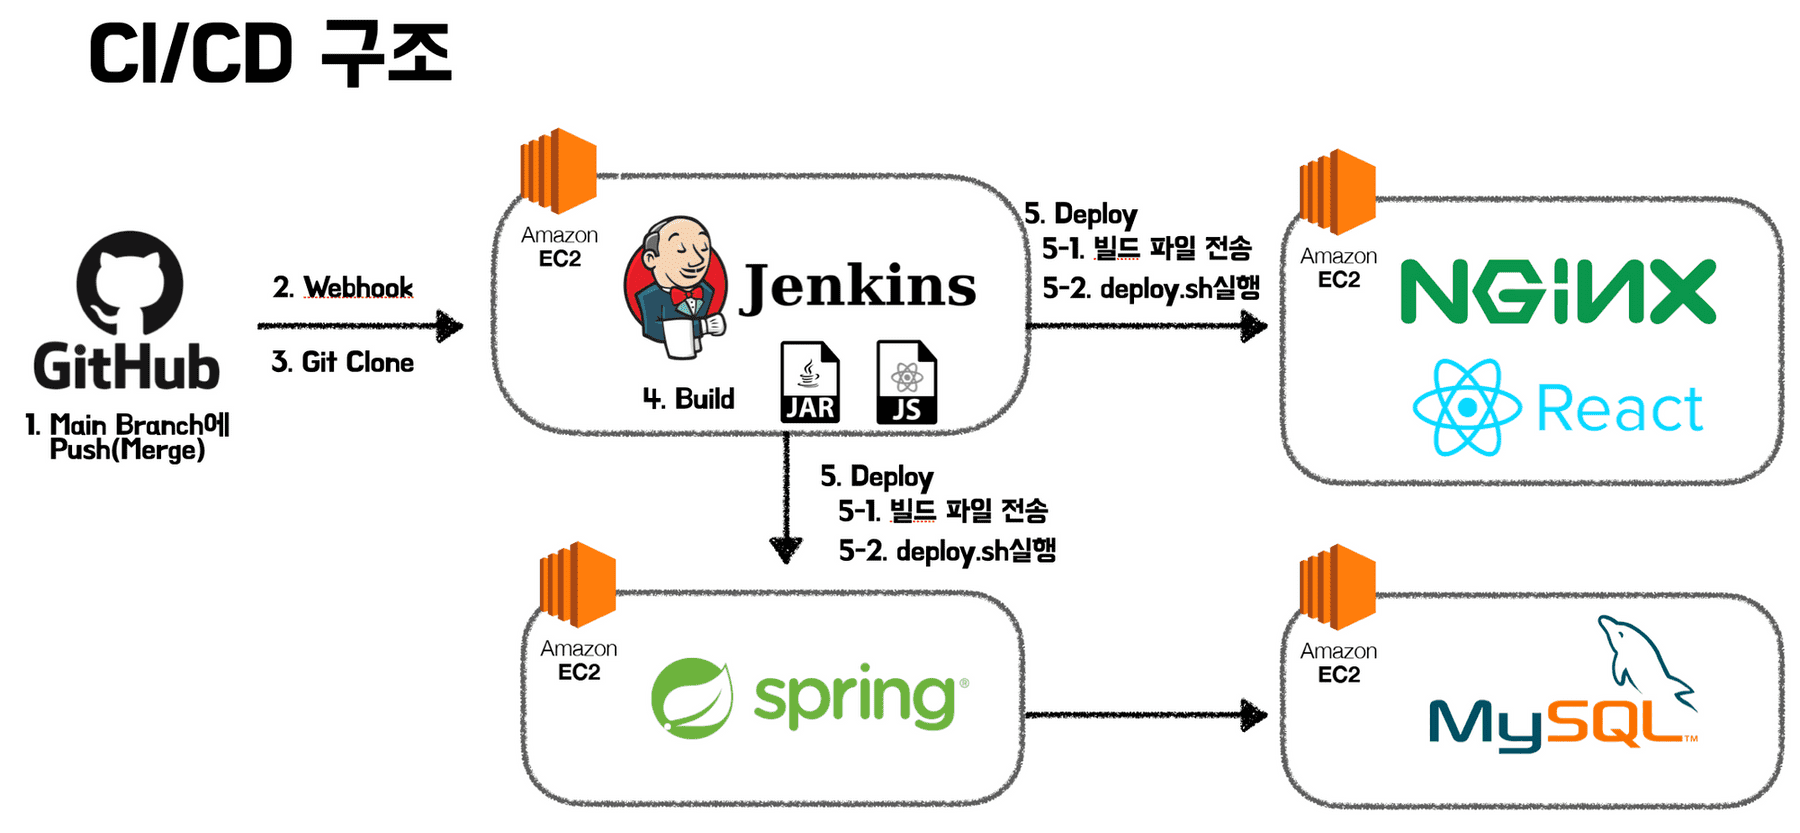 CI/CD 구조
GitHub
1. Main Branch에
Push(Merge)
2. Webhook
3. Git Clone
Amazon
EC2
Jenkins
4. Build
JAR
JS
5. Deploy
5-1. 빌드 파일 전송
5-2. deploy.sh실행
Amazon
EC2
NGiNX
React
5. Deploy
5-1. 빌드 파일 전송
5-2. deploy.sh실행
Amazon
EC2
spring®
Amazon
EC2
MySQL™